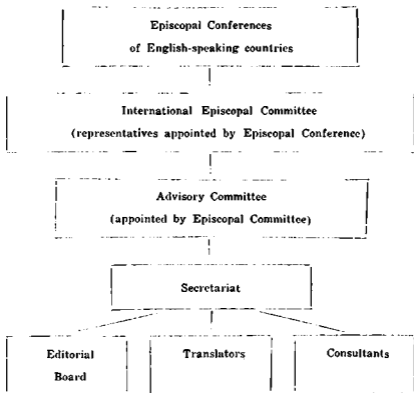 Episcopal Conferences
of English-speaking countries
International Episcopal Committee
(representatives appointed by Episcopal Conference)
Advisory Committee
(appointed by Episcopal Committee)
Secretariat
Editorial
Board
Translators
Consultants